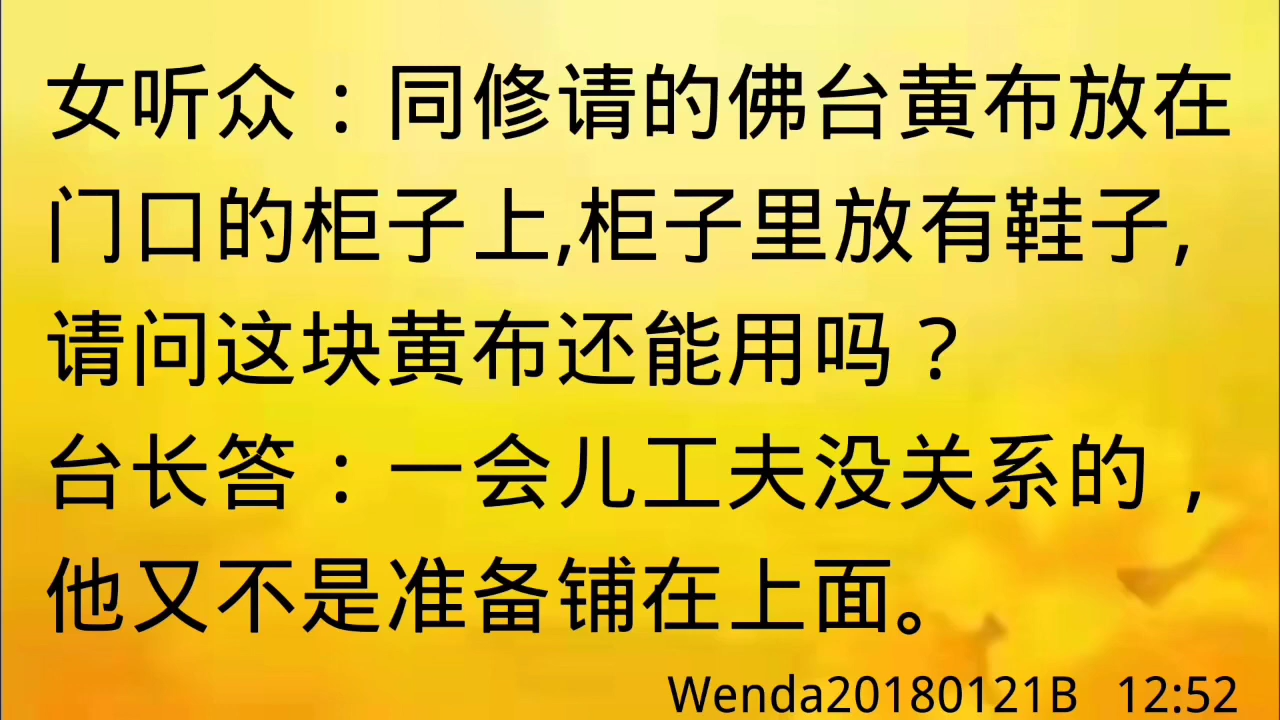 女听众：同修请的佛台黄布放在
门口的柜子上,柜子里放有鞋子,
请问这块黄布还能用吗？
台长答：一会儿工夫没关系的，
他又不是准备铺在上面。
Wenda20180121B 12:52